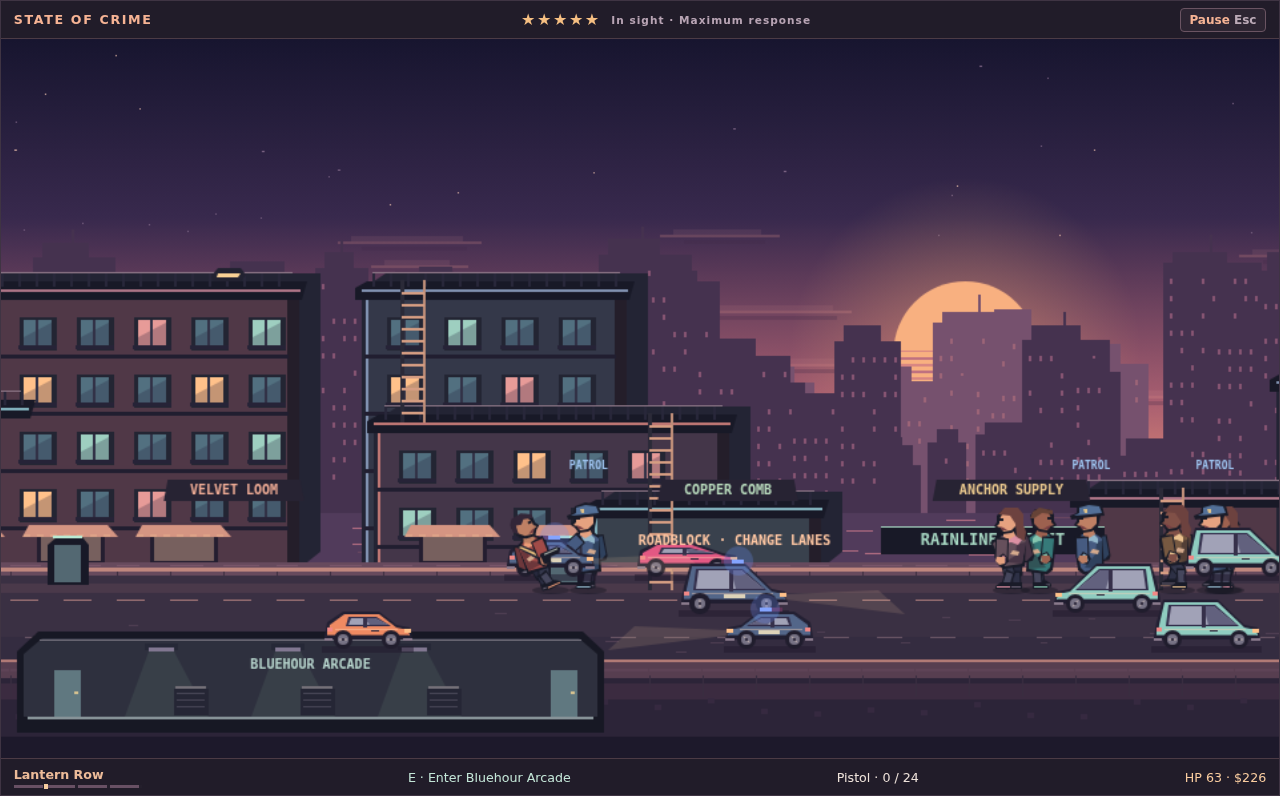 STATE OF CRIME
★★★★★ In sight · Maximum response
Pause Esc
PATROL
PATROL
PATROL
VELVET LOOM
COPPER COMB
ANCHOR SUPPLY
ROADBLOCK · CHANGE LANES
BLUEHOUR ARCADE
Lantern Row
E · Enter Bluehour Arcade
Pistol · 0 / 24
HP 63 · $226